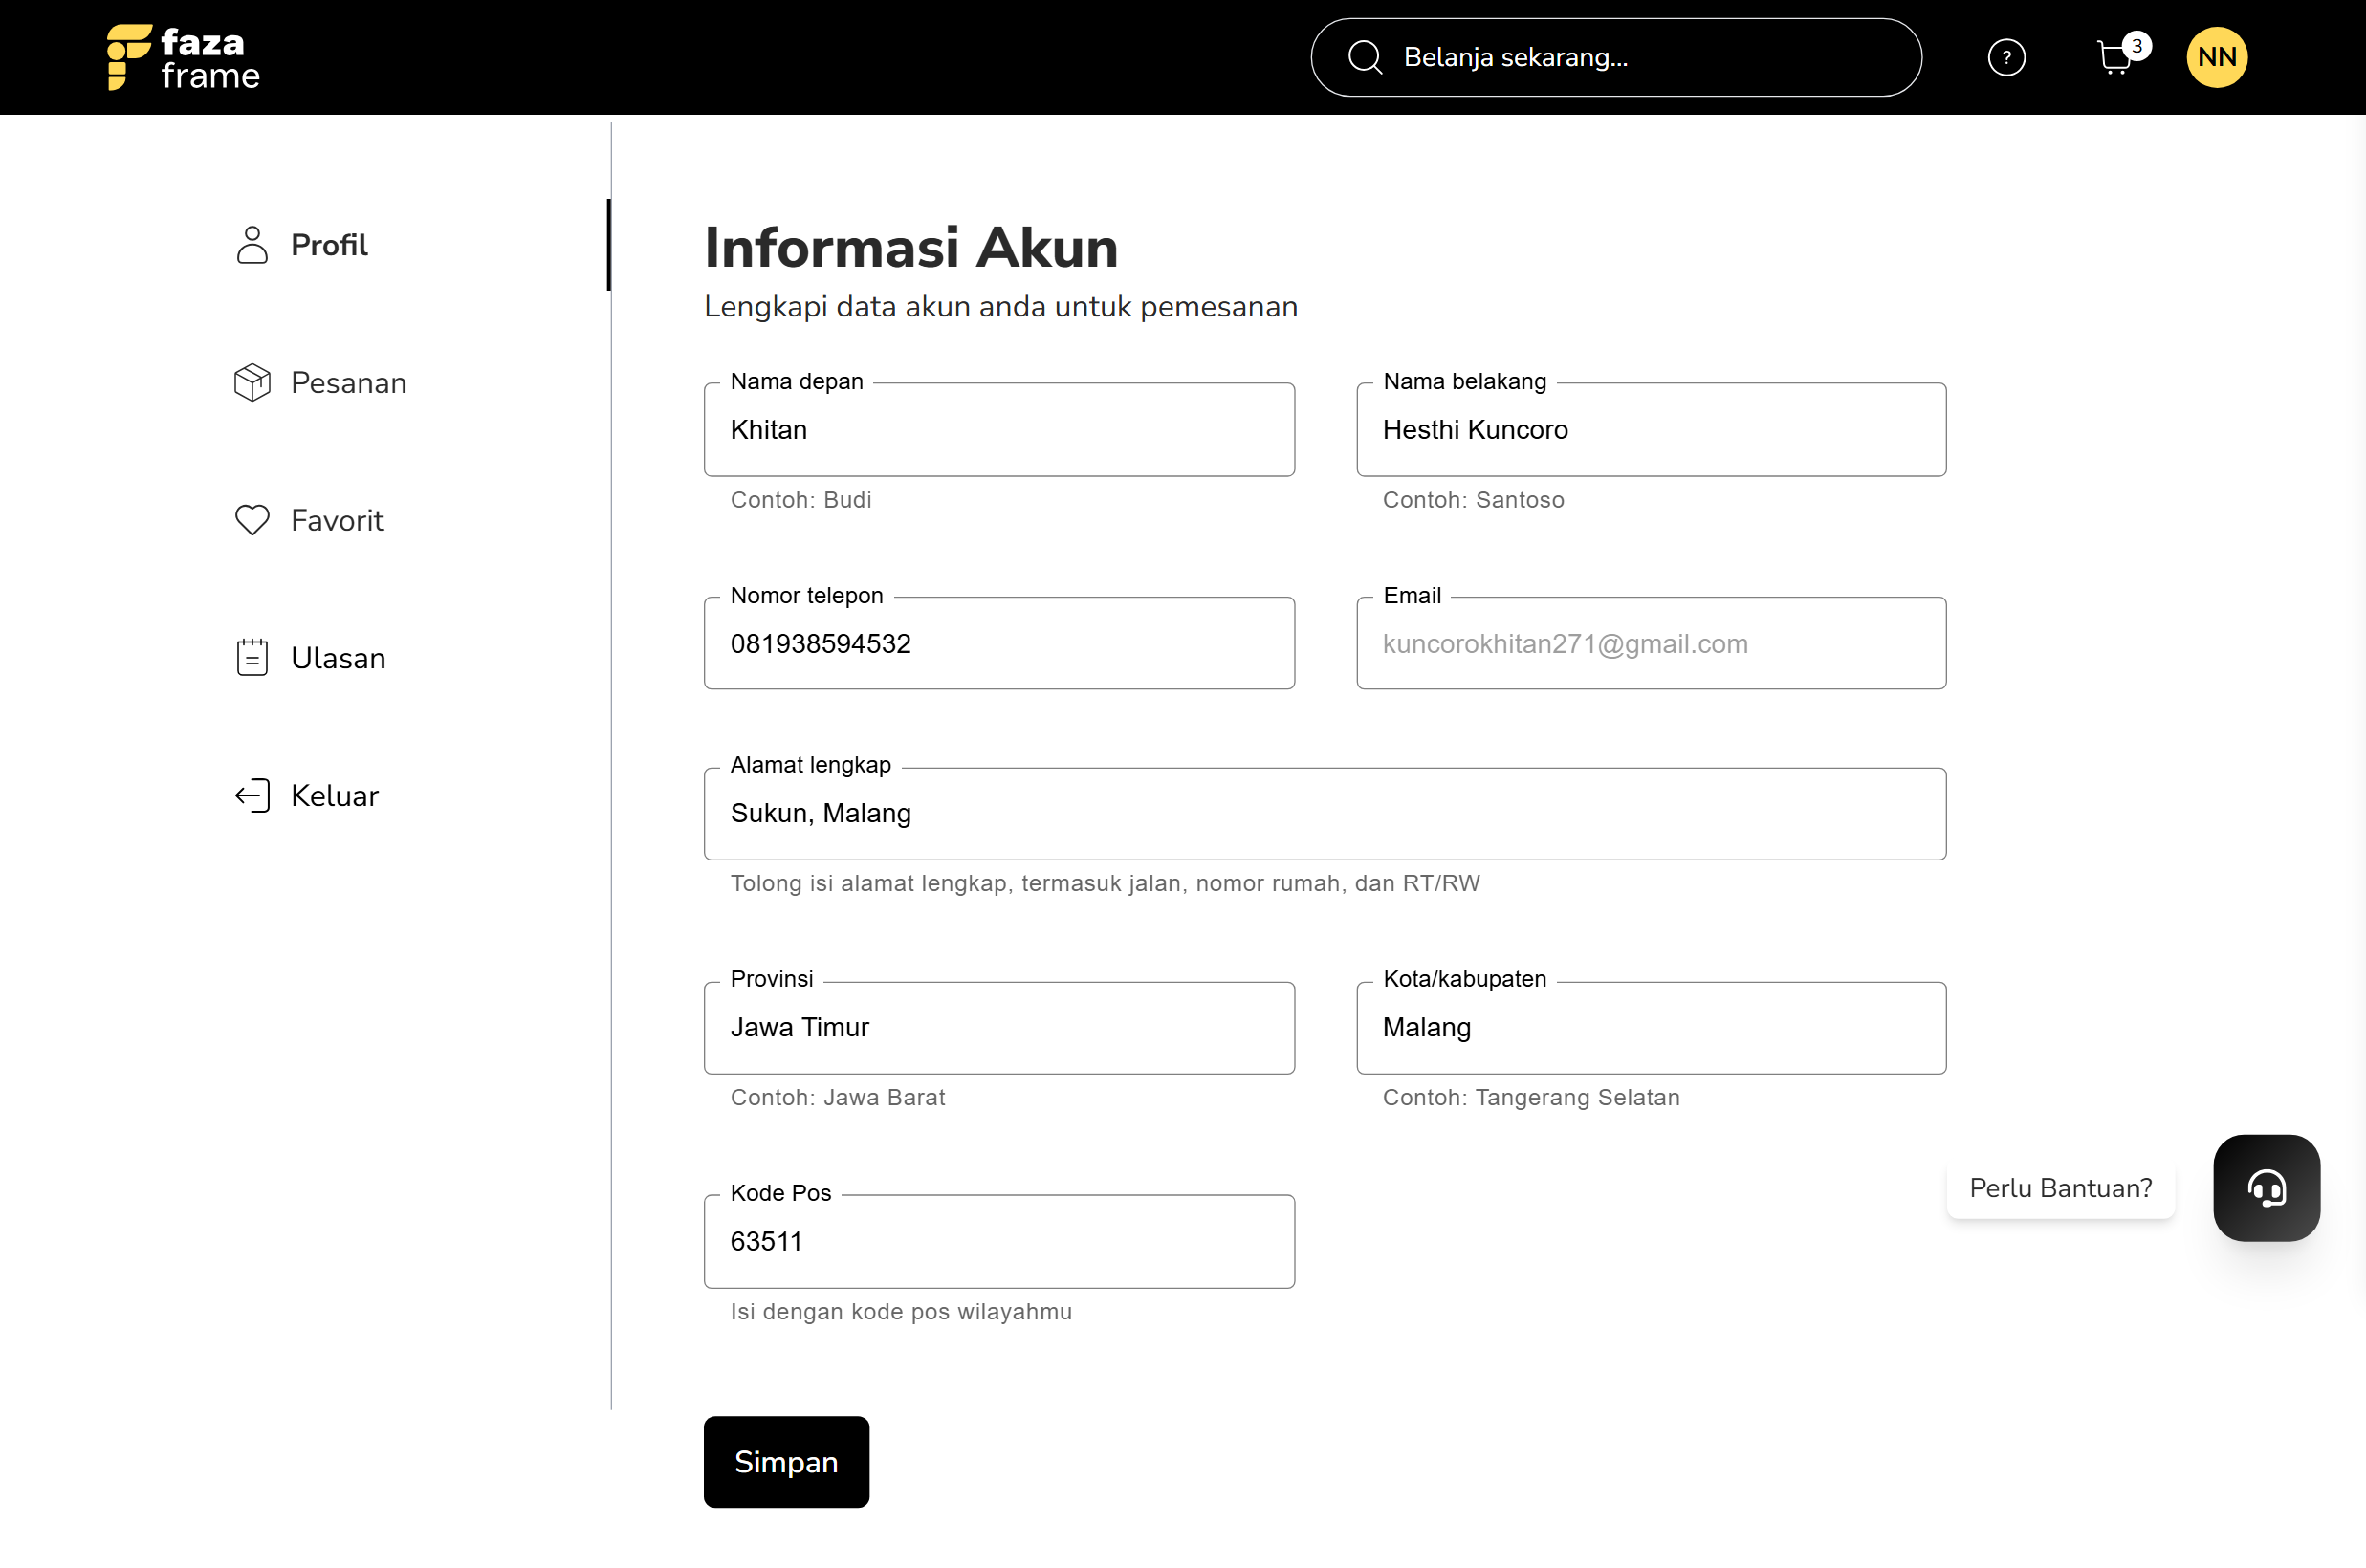 faza
frame
Belanja sekarang...
?
3
NN
Profil
Pesanan
Favorit
Ulasan
Keluar
Informasi Akun
Lengkapi data akun anda untuk pemesanan
Nama depan
Khitan
Contoh: Budi
Nama belakang
Hesthi Kuncoro
Contoh: Santoso
Nomor telepon
081938594532
Email
kuncorokhitan271@gmail.com
Alamat lengkap
Sukun, Malang
Tolong isi alamat lengkap, termasuk jalan, nomor rumah, dan RT/RW
Provinsi
Jawa Timur
Contoh: Jawa Barat
Kota/kabupaten
Malang
Contoh: Tangerang Selatan
Kode Pos
63511
Isi dengan kode pos wilayahmu
Perlu Bantuan?
Simpan